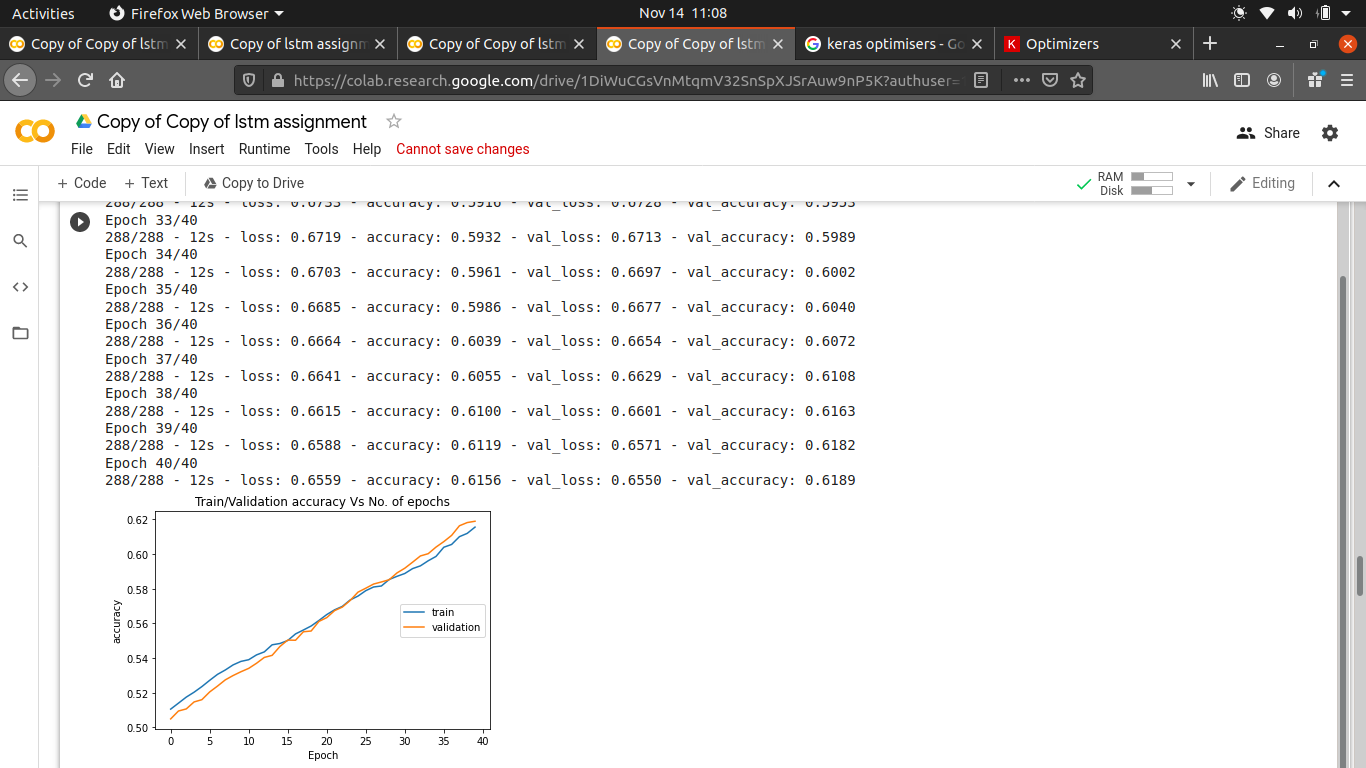 Activities
Firefox Web Browser
Nov 14 11:08
Copy of Copy of lstm
Copy of lstm assignm
Copy of Copy of lstm
Copy of Copy of lstm
keras optimisers - Go
K Optimizers
https://colab.research.google.com/drive/1DiWuCGsVnMtqmV32SnSpXJSrAuw9nP5K?authuser=
Copy of Copy of lstm assignment
Share
File Edit View Insert Runtime Tools Help Cannot save changes
+ Code + Text Copy to Drive
RAM
Disk
Editing
288/288 - 12s - loss: 0.6733 - accuracy: 0.5916 - val_loss: 0.6728 - val_accuracy: 0.5953
Epoch 33/40
288/288 - 12s - loss: 0.6719 - accuracy: 0.5932 - val_loss: 0.6713 - val_accuracy: 0.5989
Epoch 34/40
288/288 - 12s - loss: 0.6703 - accuracy: 0.5961 - val_loss: 0.6697 - val_accuracy: 0.6002
Epoch 35/40
288/288 - 12s - loss: 0.6685 - accuracy: 0.5986 - val_loss: 0.6677 - val_accuracy: 0.6040
Epoch 36/40
288/288 - 12s - loss: 0.6664 - accuracy: 0.6039 - val_loss: 0.6654 - val_accuracy: 0.6072
Epoch 37/40
288/288 - 12s - loss: 0.6641 - accuracy: 0.6055 - val_loss: 0.6629 - val_accuracy: 0.6108
Epoch 38/40
288/288 - 12s - loss: 0.6615 - accuracy: 0.6100 - val_loss: 0.6601 - val_accuracy: 0.6163
Epoch 39/40
288/288 - 12s - loss: 0.6588 - accuracy: 0.6119 - val_loss: 0.6571 - val_accuracy: 0.6182
Epoch 40/40
288/288 - 12s - loss: 0.6559 - accuracy: 0.6156 - val_loss: 0.6550 - val_accuracy: 0.6189
Train/Validation accuracy Vs No. of epochs
0.62
0.60
0.58
0.56
0.54
0.52
0.50
accuracy
train
validation
0 5 10 15 20 25 30 35 40
Epoch